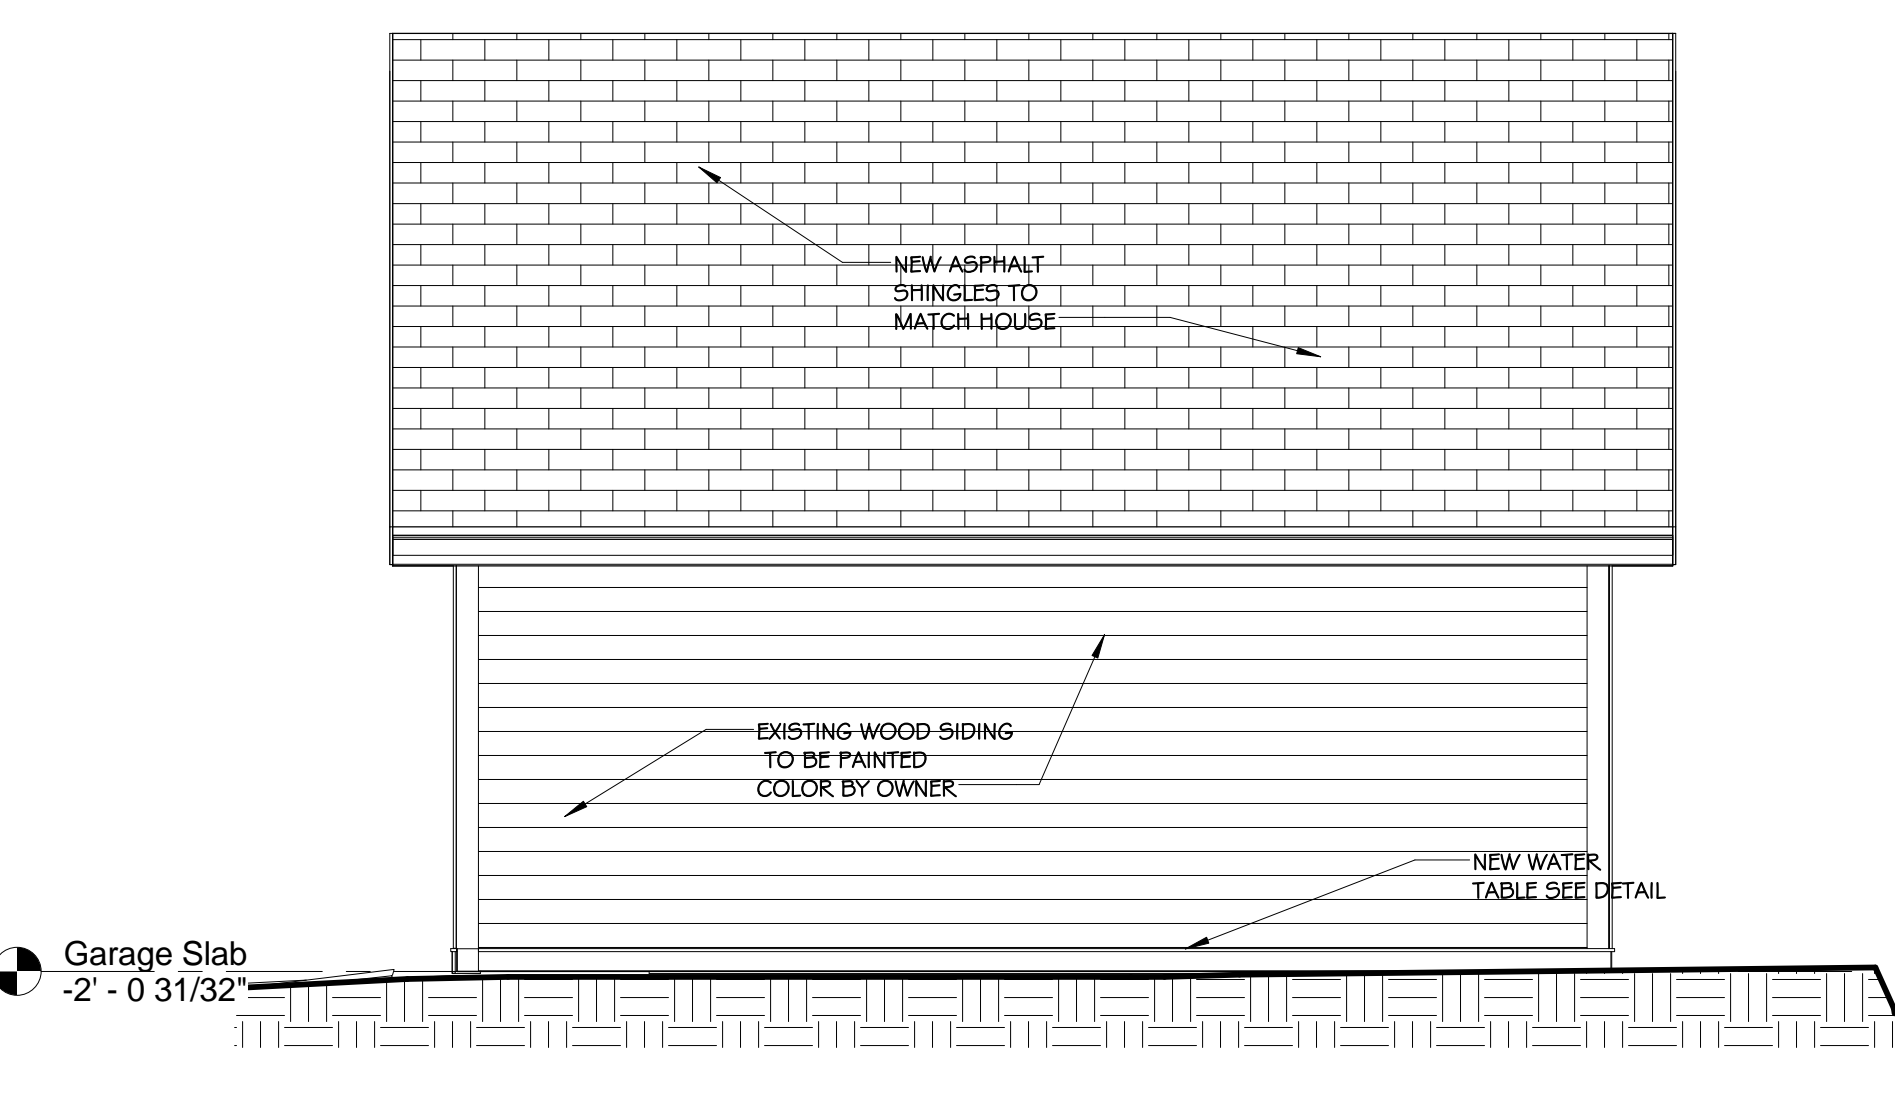 NEW ASPHALT
SHINGLES TO
MATCH HOUSE
EXISTING WOOD SIDING
TO BE PAINTED
COLOR BY OWNER
NEW WATER
TABLE SEE DETAIL
Garage Slab
-2' - 0 31/32"